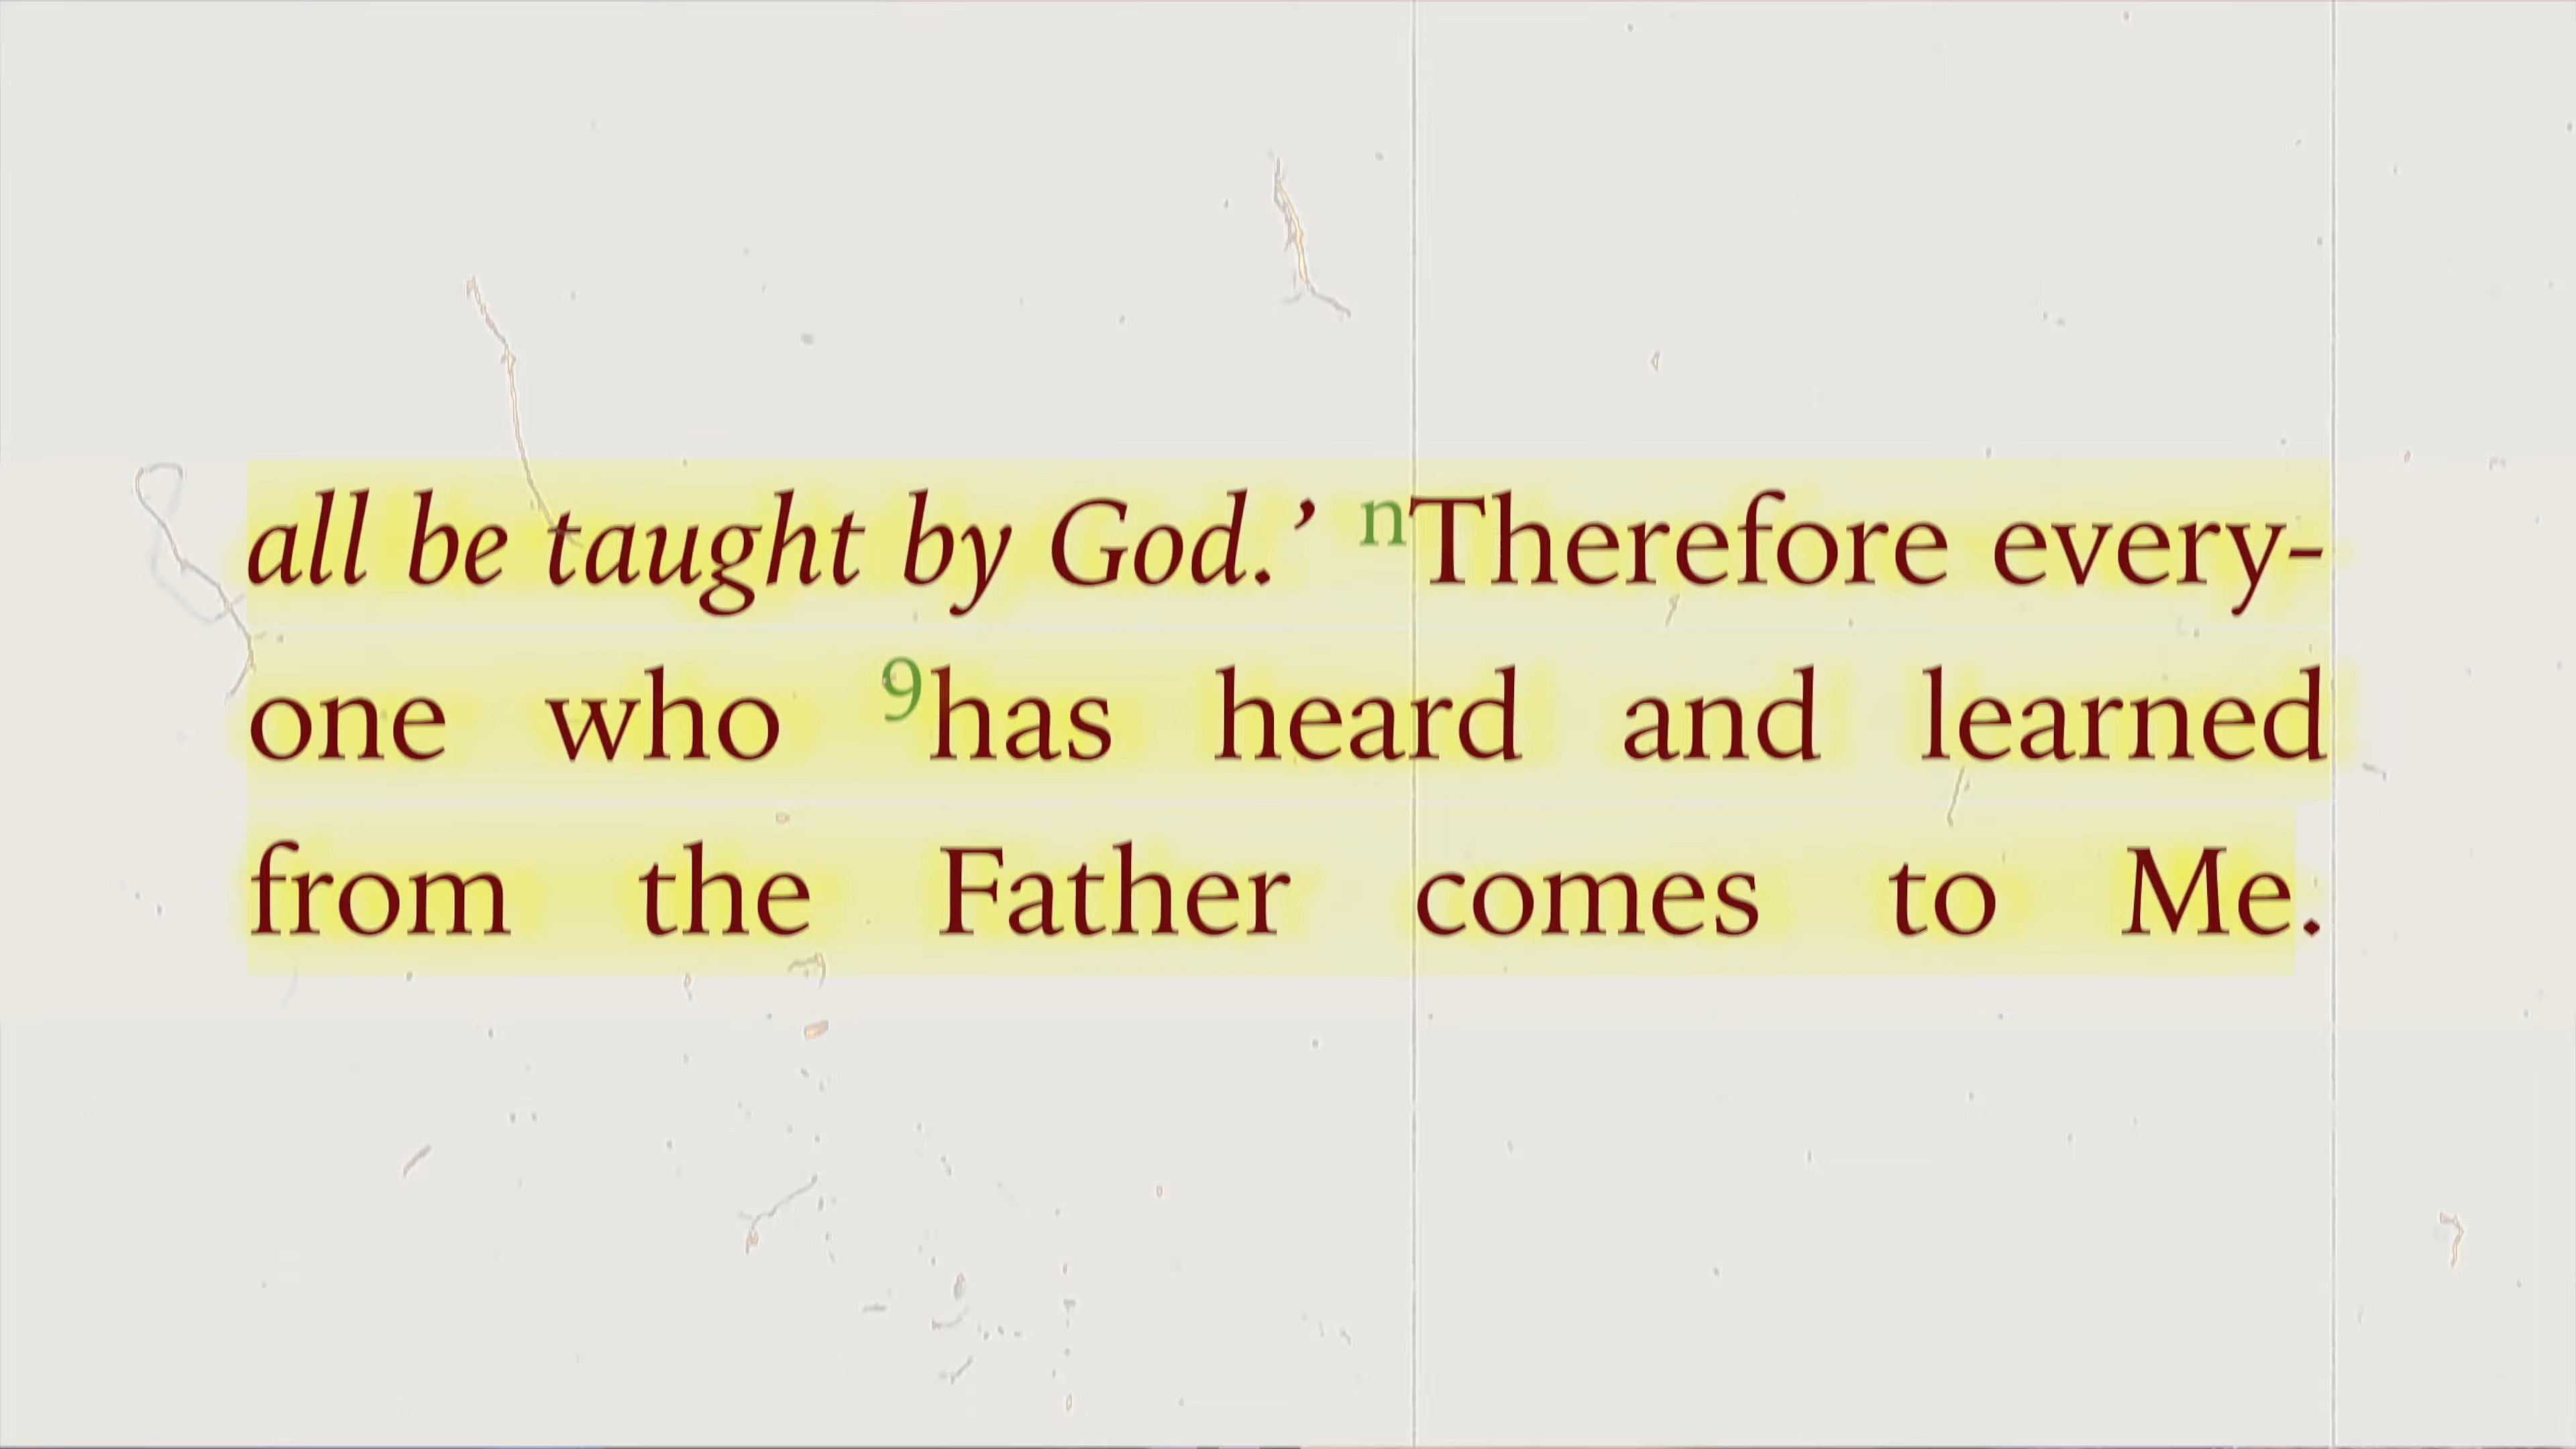 all be taught by God.’ nTherefore every-
one who 9has heard and learned
from the Father comes to Me.